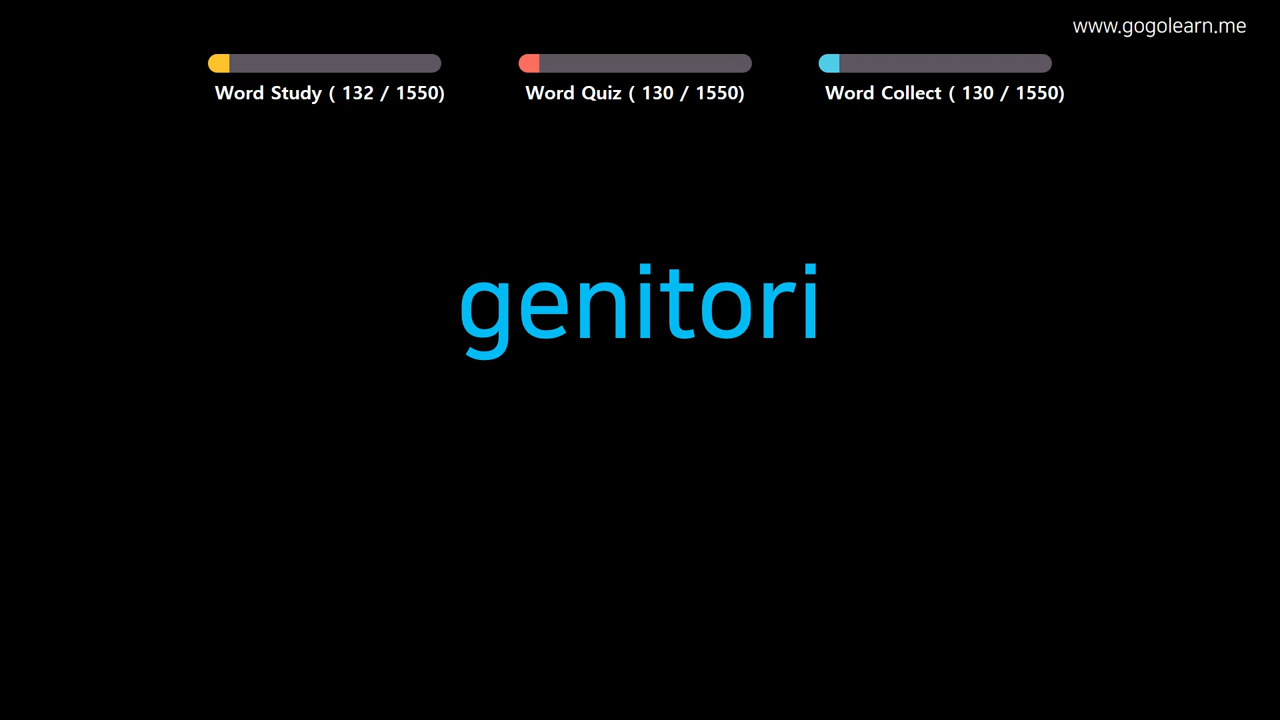 www.gogolearn.me
Word Study ( 132 / 1550) Word Quiz ( 130 / 1550) Word Collect ( 130 / 1550)
genitori